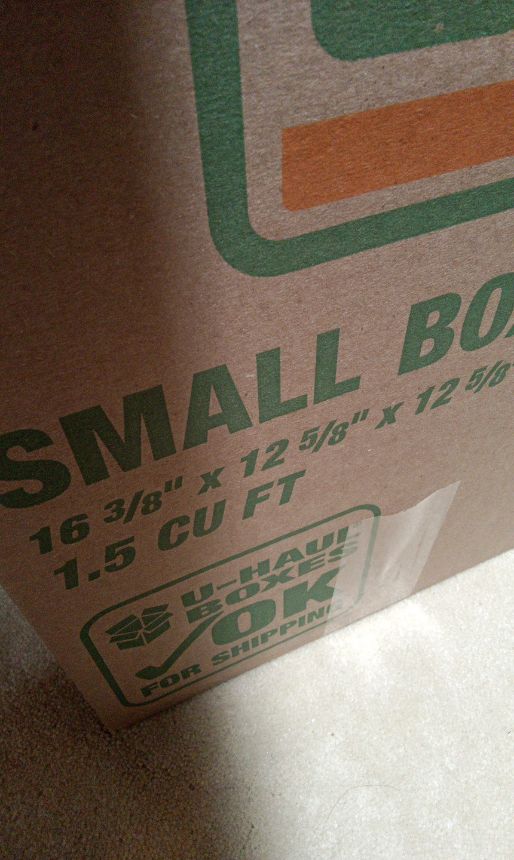 SMALL BOX
16 3/8" X 12 5/8" X 12 5/8"
1.5 CU FT
U-HAUL
BOXES
OK
FOR SHIPPING